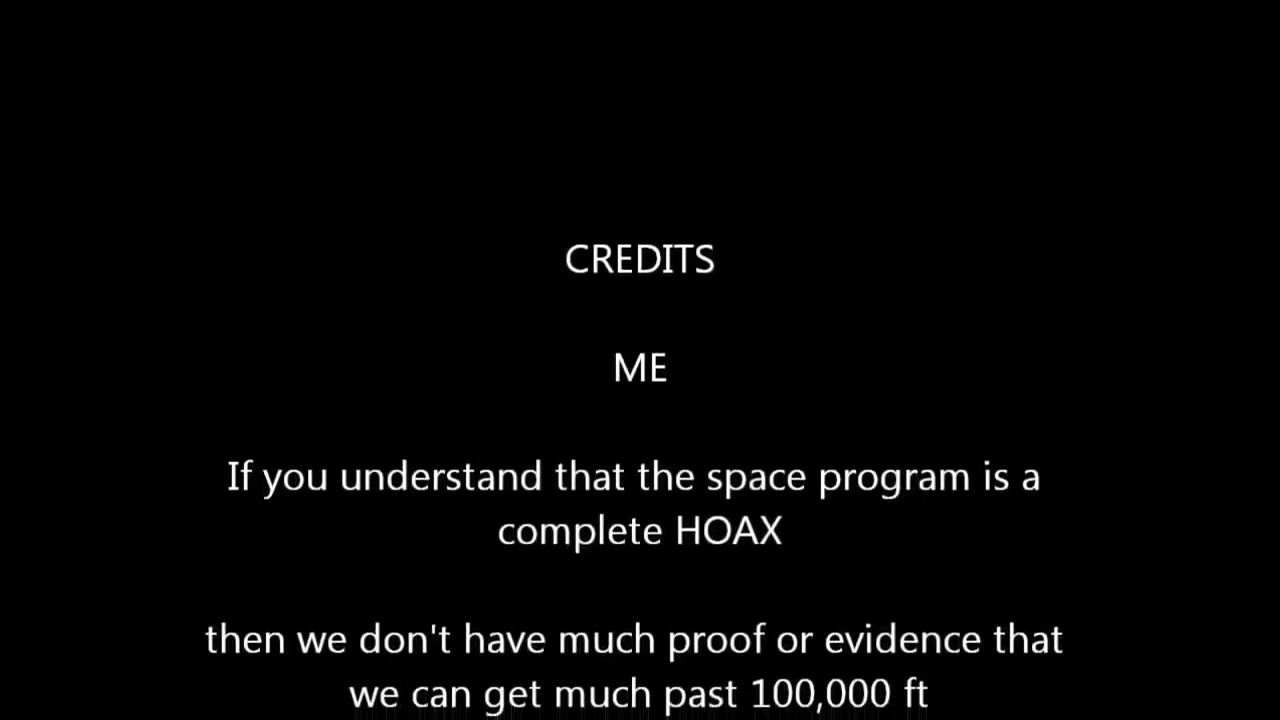 CREDITS
ME
If you understand that the space program is a
complete HOAX
then we don't have much proof or evidence that
we can get much past 100,000 ft